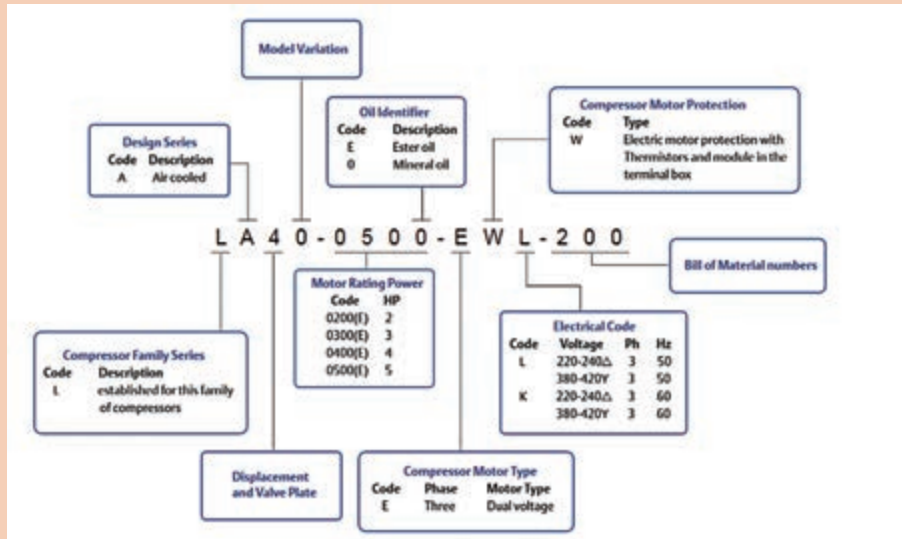 Model Variation
Oil Identifier
Code Description
E Ester oil
0 Mineral oil
Compressor Motor Protection
Code Type
W Electric motor protection with
Thermistors and module in the
terminal box
Design Series
Code Description
A Air cooled
L A 4 0 - 0 5 0 0 - E W L - 2 0 0
Bill of Material numbers
Motor Rating Power
Code HP
0200(E) 2
0300(E) 3
0400(E) 4
0500(E) 5
Electrical Code
Code Voltage Ph Hz
L 220-240△ 3 50
380-420Y 3 50
K 220-240△ 3 60
380-420Y 3 60
Compressor Family Series
Code Description
L established for this family
of compressors
Displacement
and Valve Plate
Compressor Motor Type
Code Phase Motor Type
E Three Dual voltage